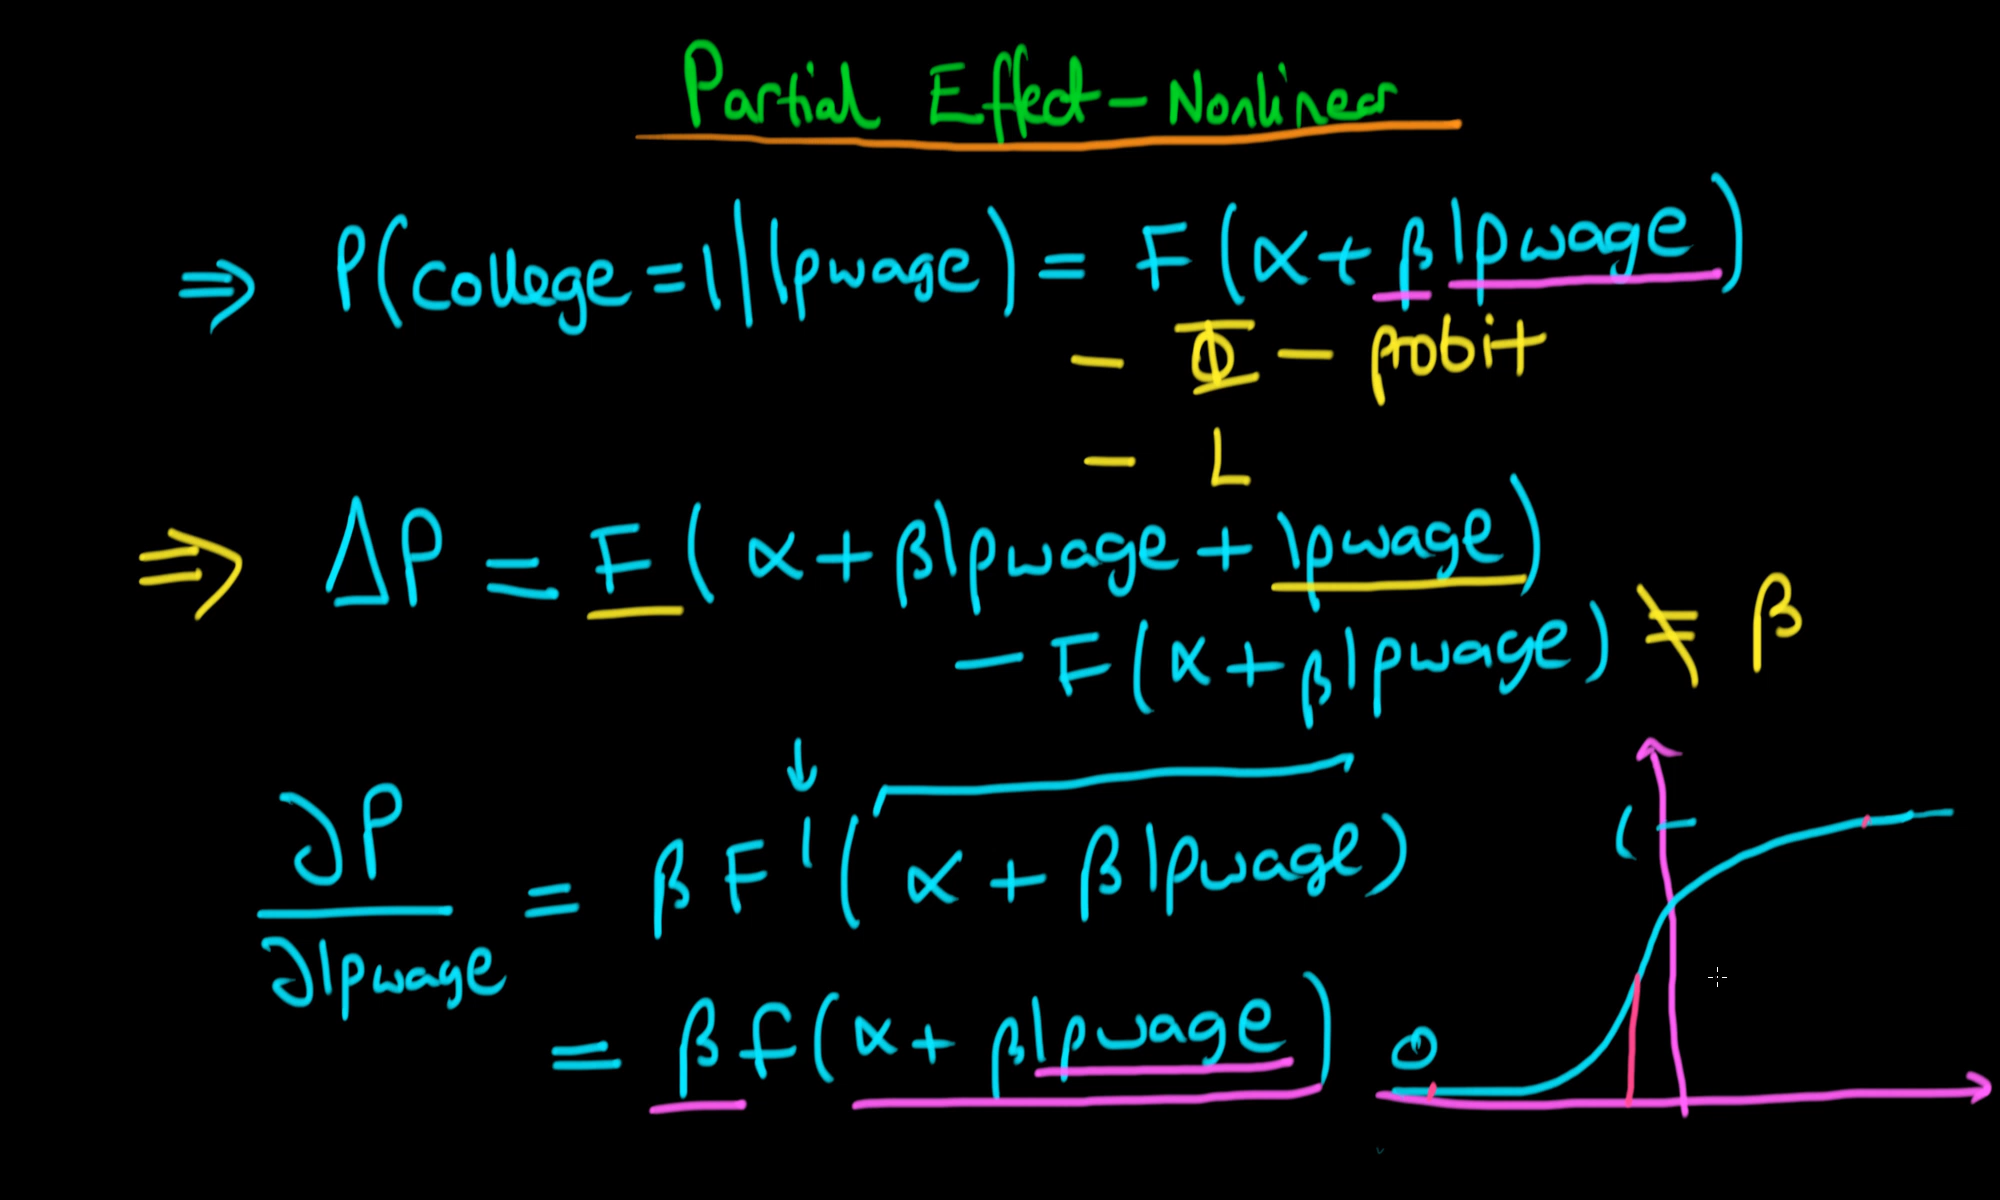 Partial Effect - Nonlinear
⇒ P(college = 1 | lpwage) = F(α + β lpwage)
- Φ - probit
- L
⇒ ΔP = F(α + β lpwage + lpwage)
- F(α + β lpwage) ≠ β
∂P / ∂lpwage = β F'(α + β lpwage)
= β f(α + β lpwage)
1
0